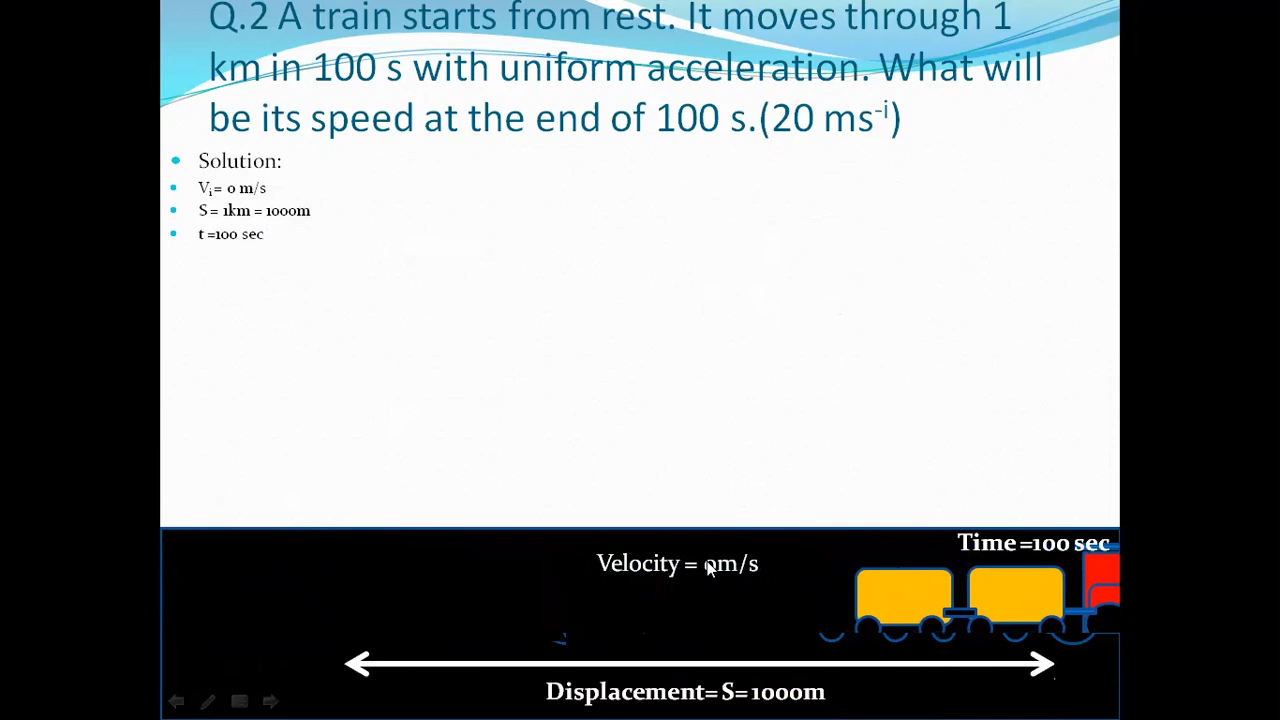 Q.2 A train starts from rest. It moves through 1
km in 100 s with uniform acceleration. What will
be its speed at the end of 100 s.(20 ms⁻ⁱ)
Solution:
Vᵢ= 0 m/s
S = 1km = 1000m
t =100 sec
Time =100 sec
Velocity = 0m/s
Displacement= S=1000m